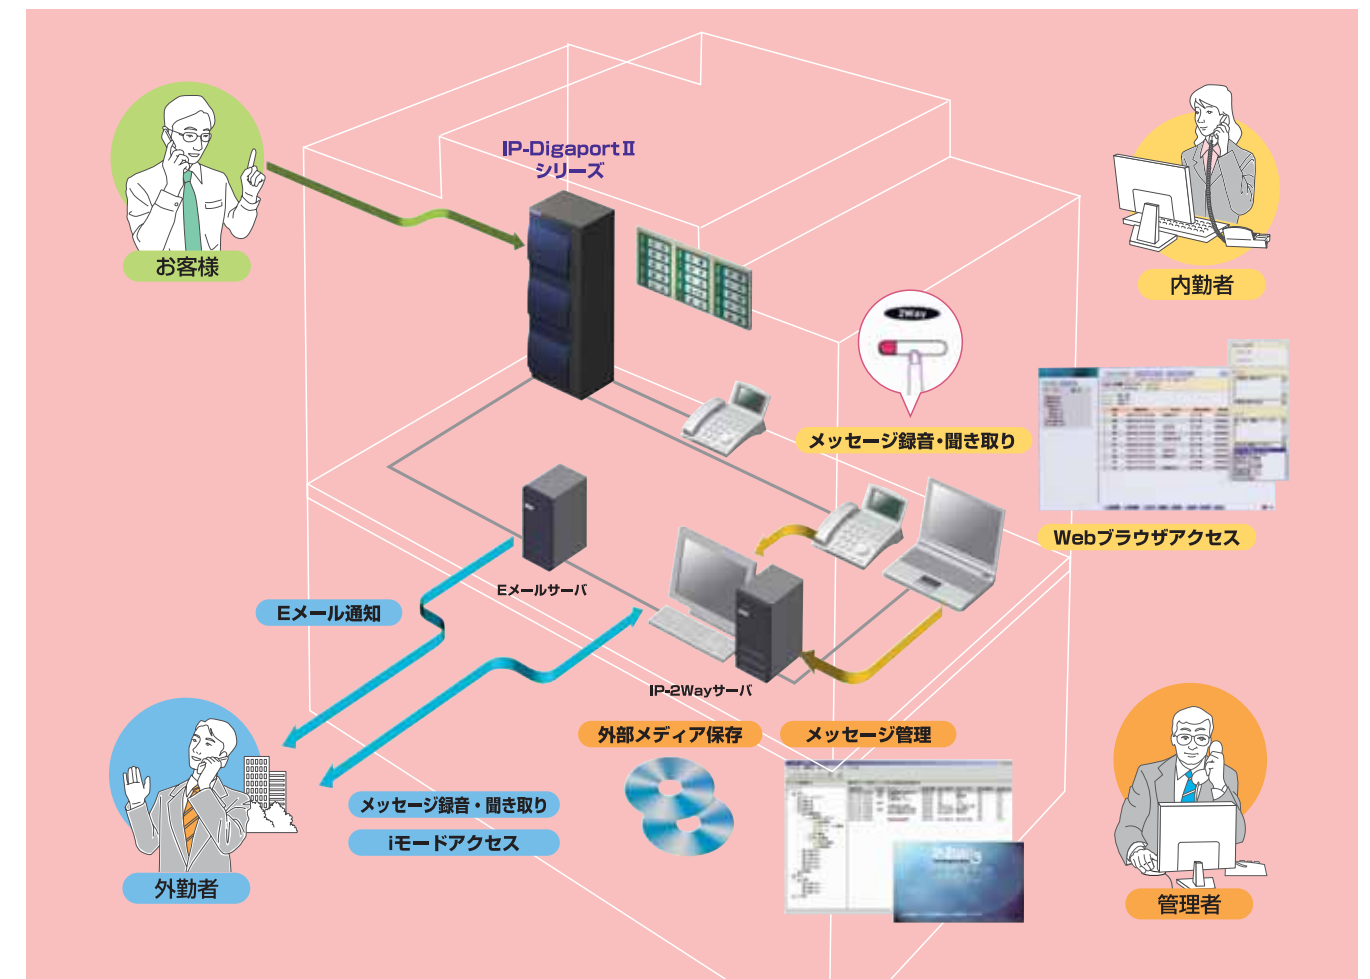 IP-DigaportⅡ
シリーズ
お客様
内勤者
2Way
メッセージ録音・聞き取り
Webブラウザアクセス
Eメールサーバ
Eメール通知
IP-2Wayサーバ
外部メディア保存
メッセージ管理
メッセージ録音・聞き取り
iモードアクセス
外勤者
管理者